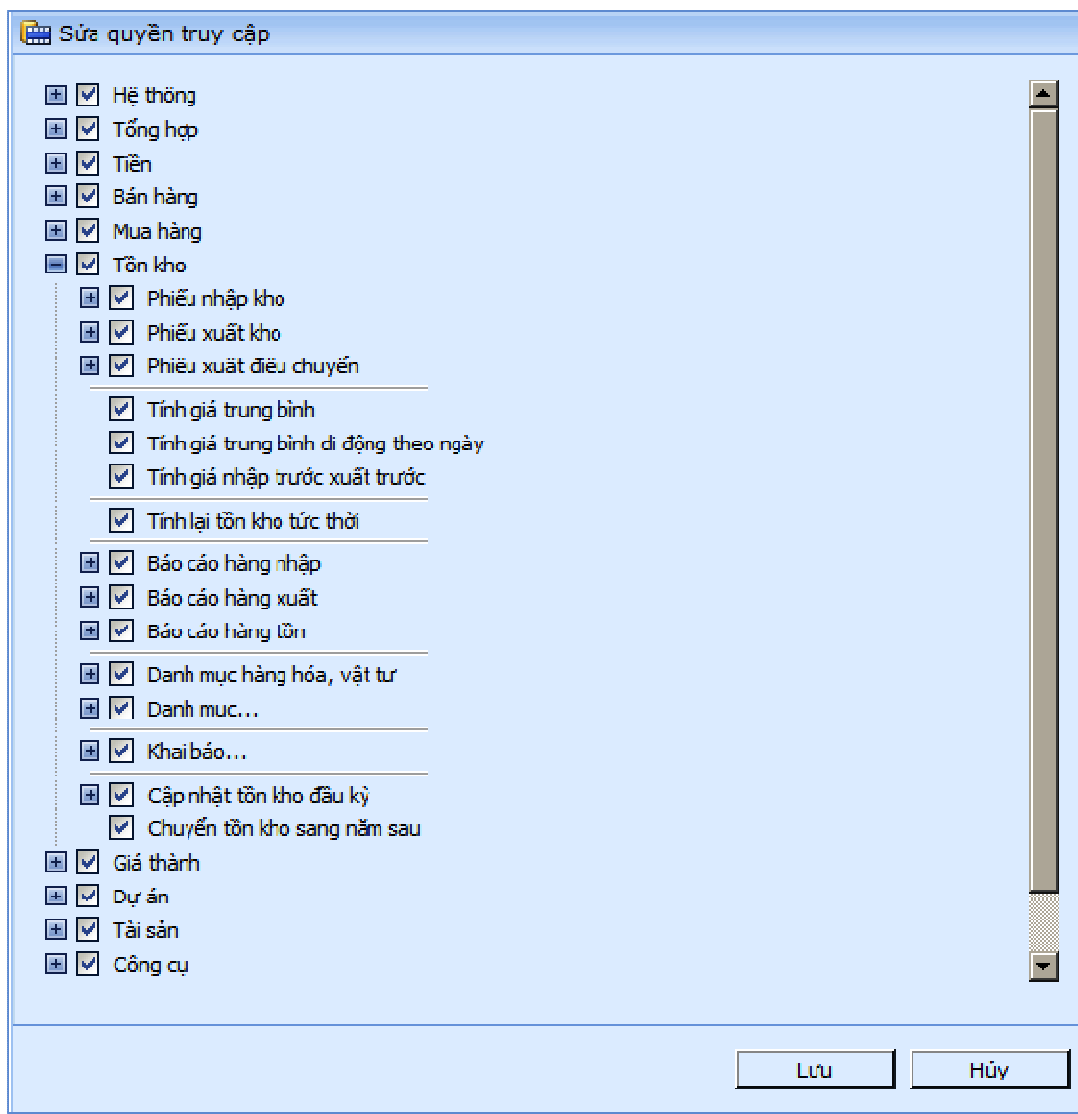 Sửa quyền truy cập
Hệ thống
Tổng hợp
Tiền
Bán hàng
Mua hàng
Tồn kho
Phiếu nhập kho
Phiếu xuất kho
Phiếu xuất điều chuyển
Tính giá trung bình
Tính giá trung bình di động theo ngày
Tính giá nhập trước xuất trước
Tính lại tồn kho tức thời
Báo cáo hàng nhập
Báo cáo hàng xuất
Báo cáo hàng tồn
Danh mục hàng hóa, vật tư
Danh mục...
Khai báo...
Cập nhật tồn kho đầu kỳ
Chuyển tồn kho sang năm sau
Giá thành
Dự án
Tài sản
Công cụ
Lưu
Hủy